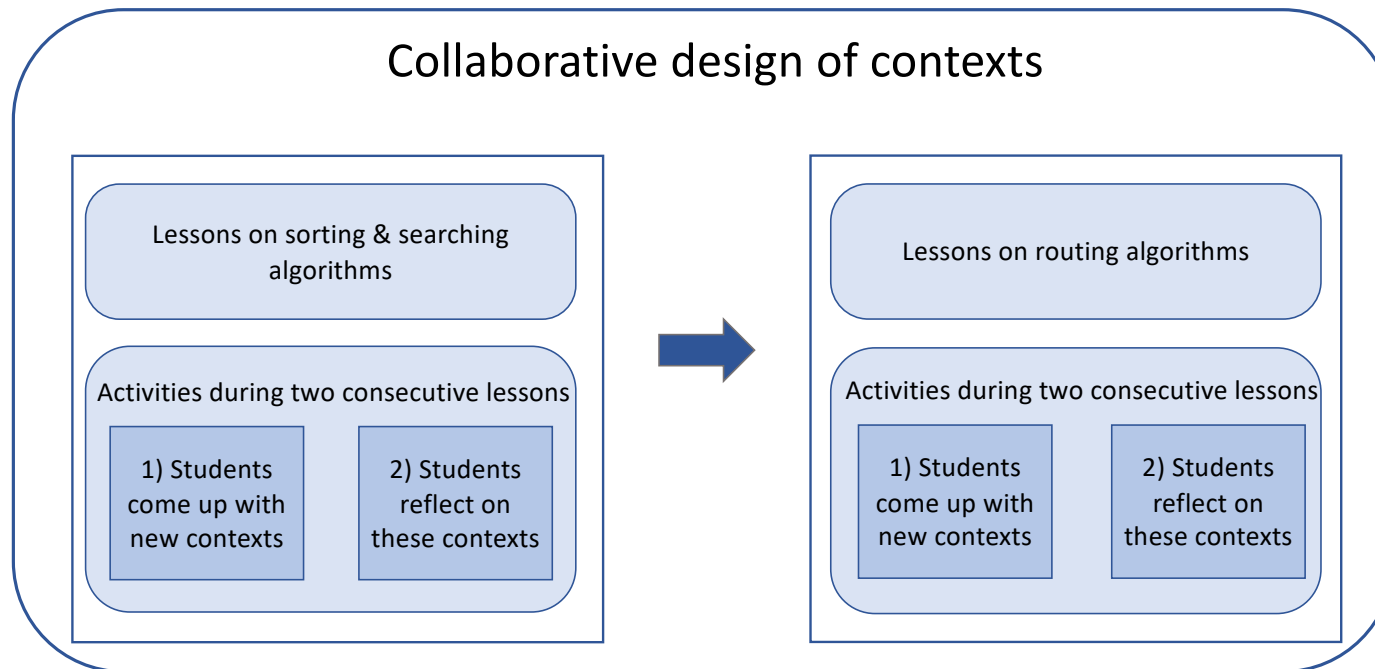 Collaborative design of contexts
Lessons on sorting & searching
algorithms
Activities during two consecutive lessons
1) Students
come up with
new contexts
2) Students
reflect on
these contexts
Lessons on routing algorithms
Activities during two consecutive lessons
1) Students
come up with
new contexts
2) Students
reflect on
these contexts